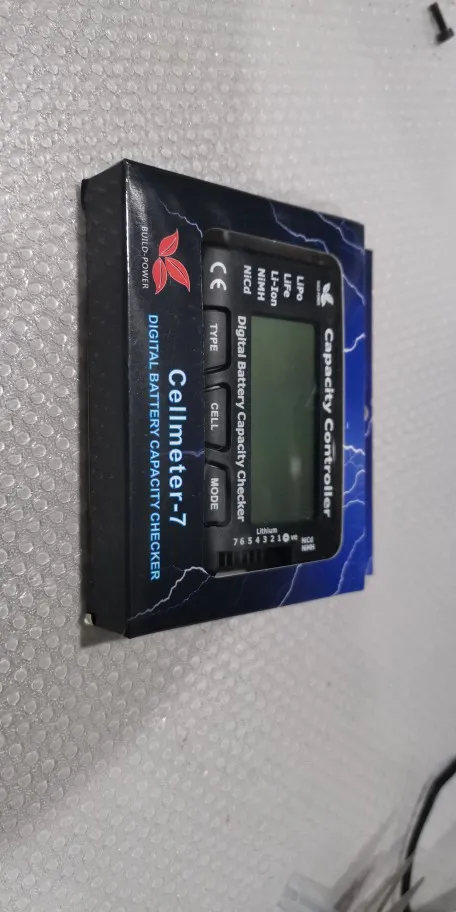 Capacity Controller
LiPo
LiFe
Li-Ion
NiMH
NiCd
Digital Battery Capacity Checker
CE
TYPE
CELL
MODE
Lithium
7 6 5 4 3 2 1
NiCd
NiMH
BUILD-POWER
Cellmeter-7
DIGITAL BATTERY CAPACITY CHECKER